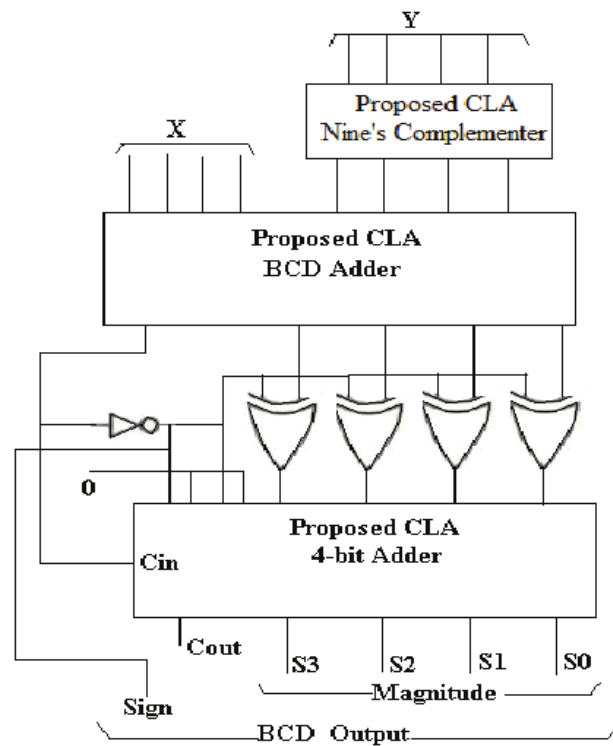 Y
Proposed CLA
Nine's Complementer
X
Proposed CLA
BCD Adder
0
Proposed CLA
4-bit Adder
Cin
Cout
S3
S2
S1
S0
Magnitude
Sign
BCD Output